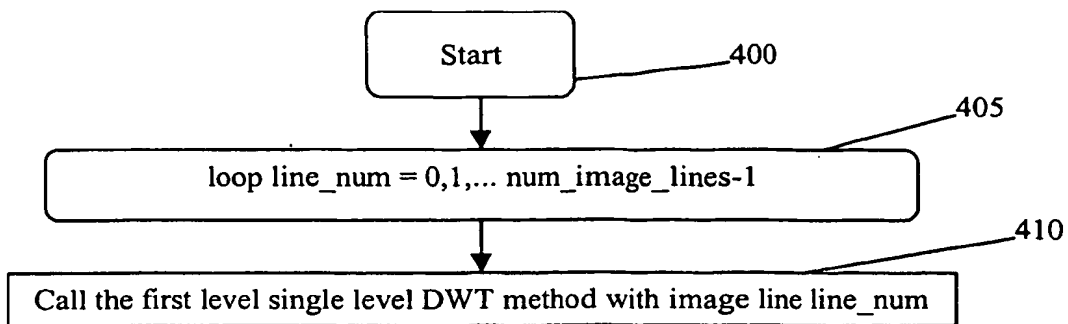 Start
400
405
loop line_num = 0,1,... num_image_lines-1
410
Call the first level single level DWT method with image line line_num